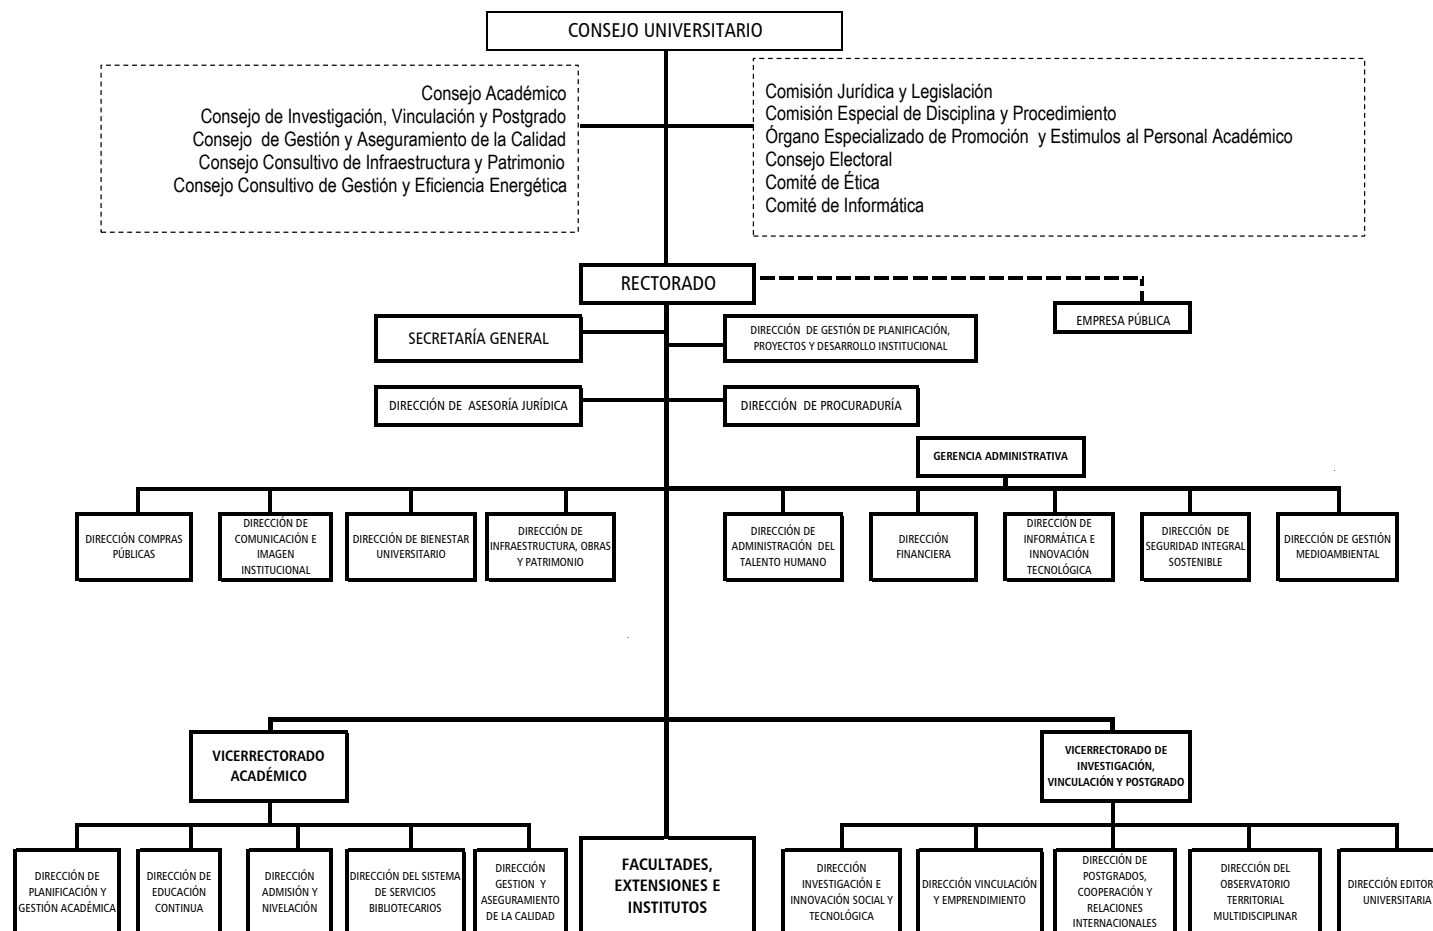 CONSEJO UNIVERSITARIO
Consejo Académico
Consejo de Investigación, Vinculación y Postgrado
Consejo de Gestión y Aseguramiento de la Calidad
Consejo Consultivo de Infraestructura y Patrimonio
Consejo Consultivo de Gestión y Eficiencia Energética
Comisión Jurídica y Legislación
Comisión Especial de Disciplina y Procedimiento
Órgano Especializado de Promoción y Estimulos al Personal Académico
Consejo Electoral
Comité de Ética
Comité de Informática
RECTORADO
EMPRESA PÚBLICA
SECRETARÍA GENERAL
DIRECCIÓN DE GESTIÓN DE PLANIFICACIÓN,
PROYECTOS Y DESARROLLO INSTITUCIONAL
DIRECCIÓN DE ASESORÍA JURÍDICA
DIRECCIÓN DE PROCURADURÍA
GERENCIA ADMINISTRATIVA
DIRECCIÓN COMPRAS
PÚBLICAS
DIRECCIÓN DE
COMUNICACIÓN E
IMAGEN
INSTITUCIONAL
DIRECCIÓN DE BIENESTAR
UNIVERSITARIO
DIRECCIÓN DE
INFRAESTRUCTURA, OBRAS
Y PATRIMONIO
DIRECCIÓN DE
ADMINISTRACIÓN DEL
TALENTO HUMANO
DIRECCIÓN
FINANCIERA
DIRECCIÓN DE
INFORMÁTICA E
INNOVACIÓN
TECNOLÓGICA
DIRECCIÓN DE
SEGURIDAD INTEGRAL
SOSTENIBLE
DIRECCIÓN DE GESTIÓN
MEDIOAMBIENTAL
VICERRECTORADO
ACADÉMICO
VICERRECTORADO DE
INVESTIGACIÓN,
VINCULACIÓN Y POSTGRADO
DIRECCIÓN DE
PLANIFICACIÓN Y
GESTIÓN ACADÉMICA
DIRECCIÓN DE
EDUCACIÓN
CONTINUA
DIRECCIÓN
ADMISIÓN Y
NIVELACIÓN
DIRECCIÓN DEL SISTEMA
DE SERVICIOS
BIBLIOTECARIOS
DIRECCIÓN
GESTION Y
ASEGURAMIENTO
DE LA CALIDAD
FACULTADES,
EXTENSIONES E
INSTITUTOS
DIRECCIÓN
INVESTIGACIÓN E
INNOVACIÓN SOCIAL Y
TECNOLÓGICA
DIRECCIÓN VINCULACIÓN
Y EMPRENDIMIENTO
DIRECCIÓN DE
POSTGRADOS,
COOPERACIÓN Y
RELACIONES
INTERNACIONALES
DIRECCIÓN DEL
OBSERVATORIO
TERRITORIAL
MULTIDISCIPLINAR
DIRECCIÓN
UNIVERSITARIA